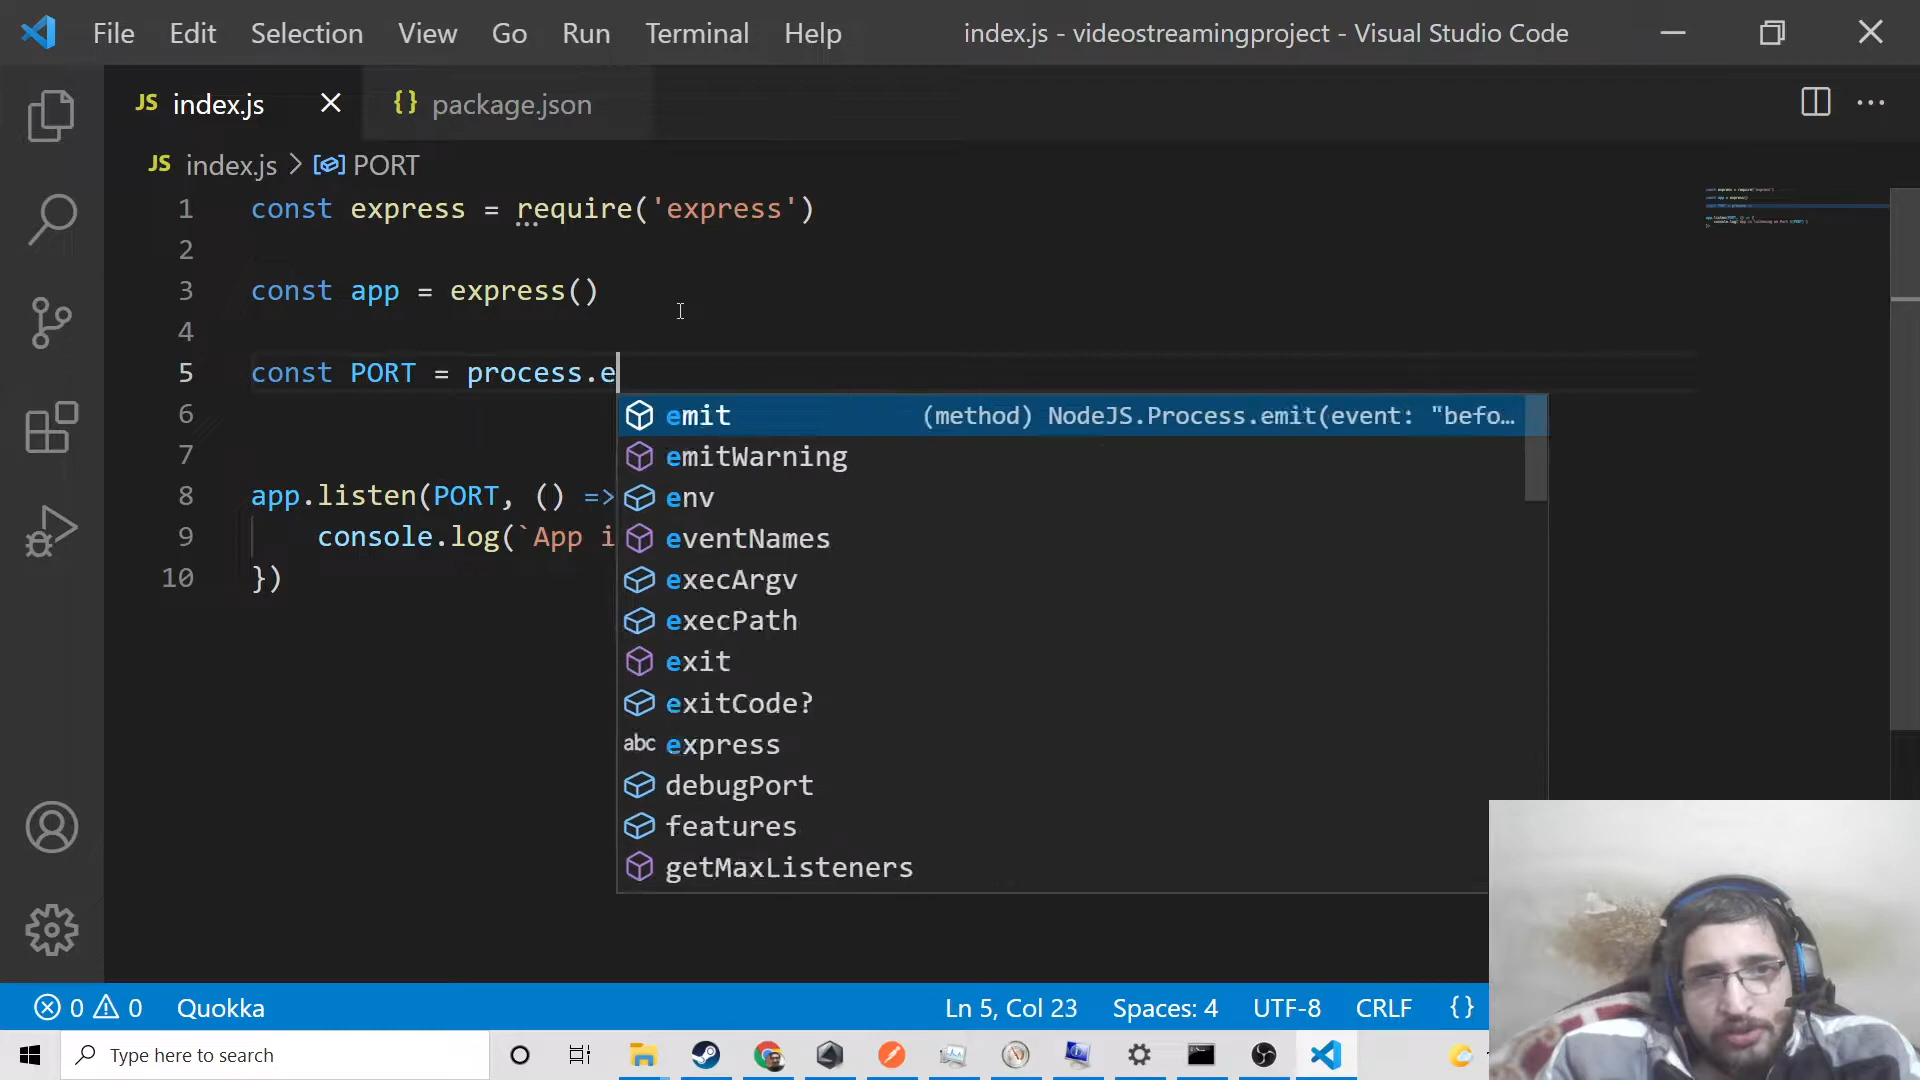 File Edit Selection View Go Run Terminal Help index.js - videostreamingproject - Visual Studio Code
JS index.js {} package.json
JS index.js > PORT
1 const express = require('express')
2
3 const app = express()
4
5 const PORT = process.e
emit (method) NodeJS.Process.emit(event: "befo…
6
emitWarning
7
env
8 app.listen(PORT, () =>
eventNames
9 console.log(`App i
execArgv
10 })
execPath
exit
exitCode?
abc express
debugPort
features
getMaxListeners
0 0 Quokka Ln 5, Col 23 Spaces: 4 UTF-8 CRLF {}
Type here to search